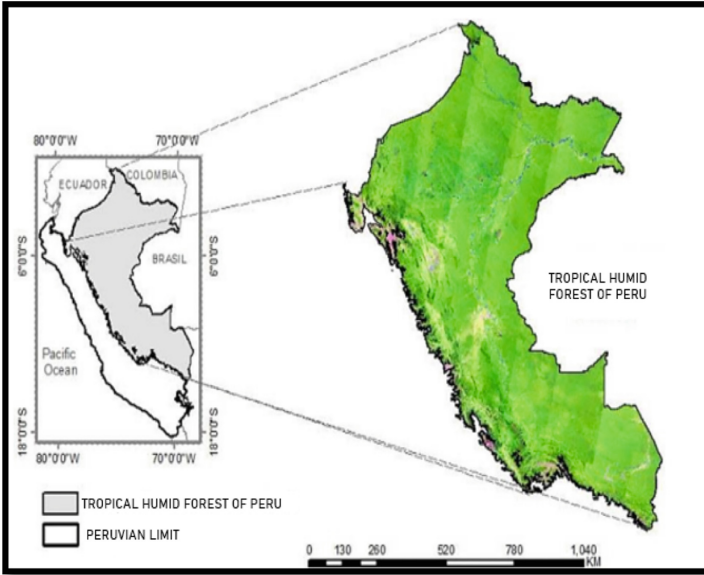 80°0'0"W 70°0'0"W
ECUADOR
COLOMBIA
6°0'0"S
6°0'0"S
BRASIL
TROPICAL HUMID
FOREST OF PERU
Pacific
Ocean
18°0'0"S
18°0'0"S
80°0'0"W 70°0'0"W
TROPICAL HUMID FOREST OF PERU
PERUVIAN LIMIT
0 130 260 520 780 1,040
KM